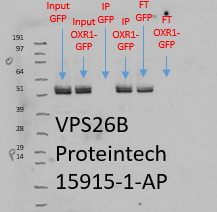 Input GFP
Input OXR1-GFP
IP GFP
IP OXR1-GFP
FT GFP
FT OXR1-GFP
191
97
64
51
39
28
19
14
VPS26B
Proteintech
15915-1-AP